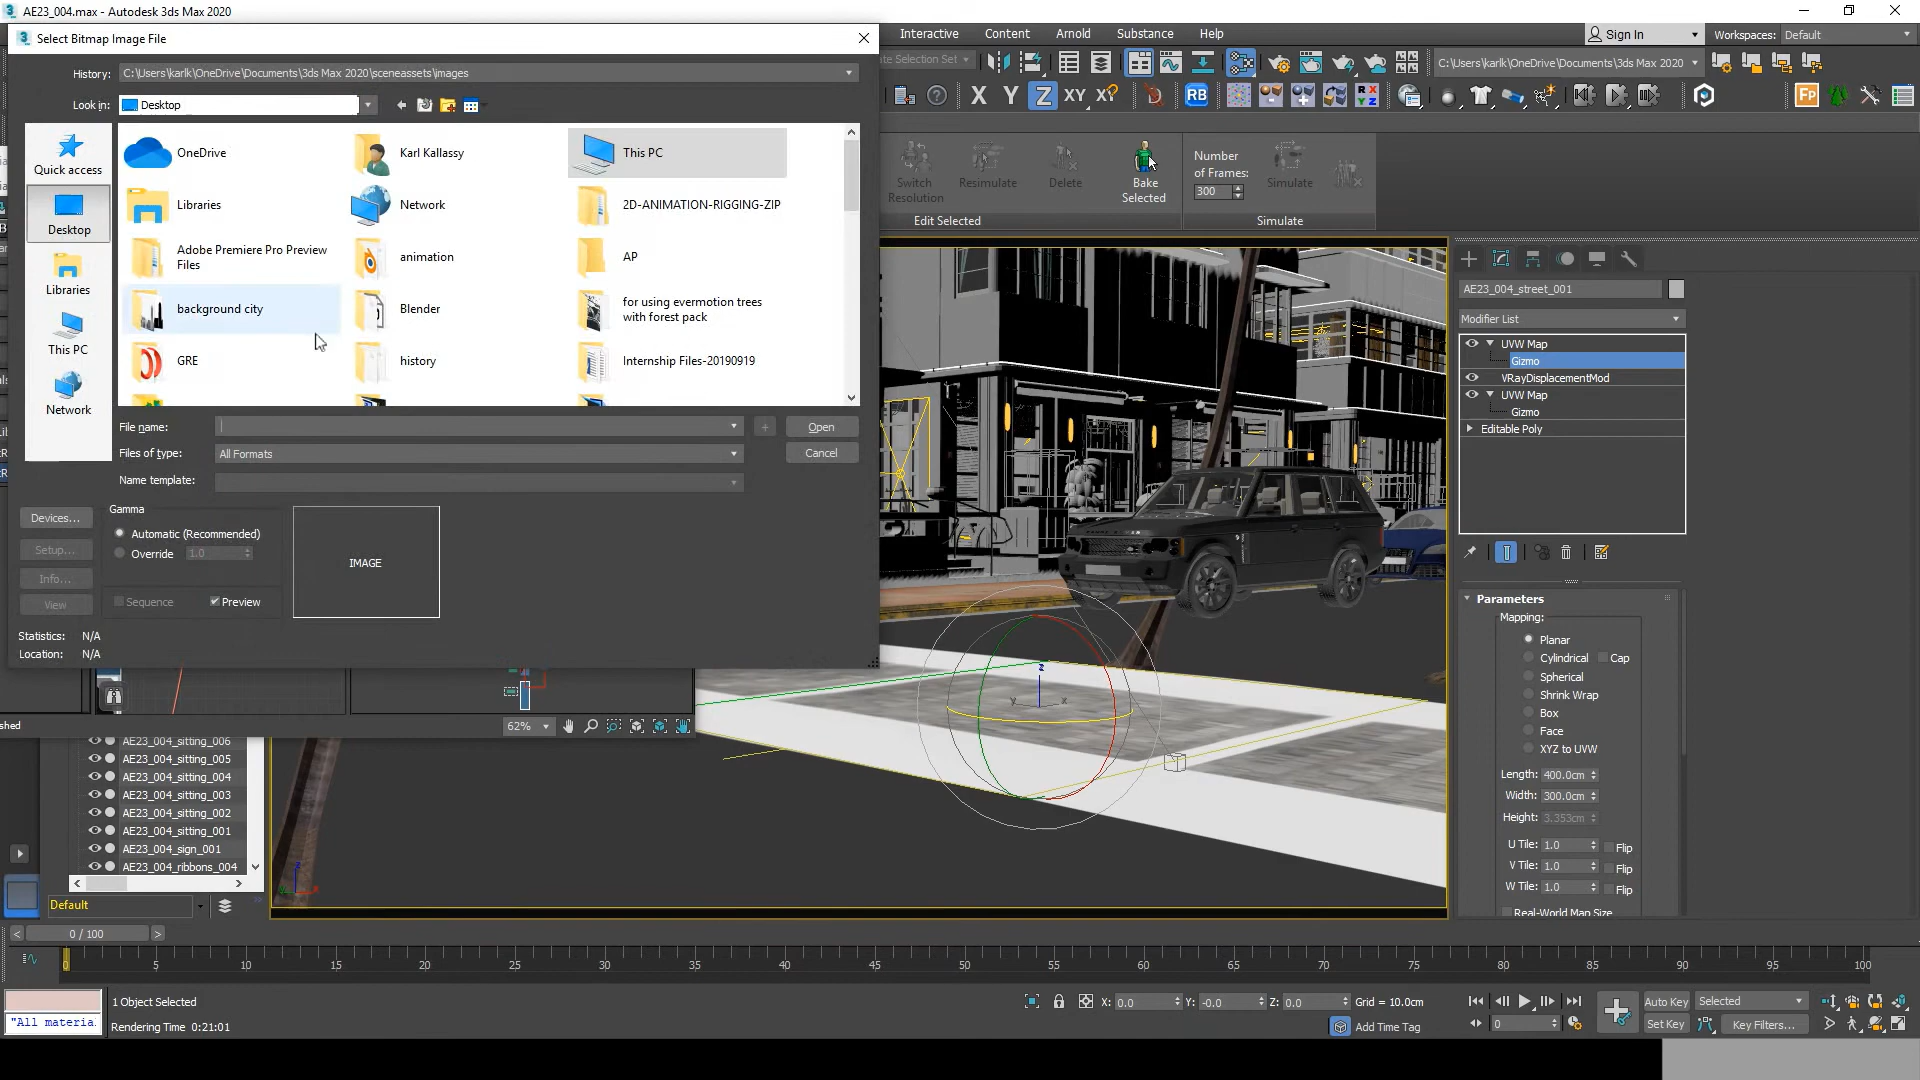 AE23_004.max - Autodesk 3ds Max 2020
Select Bitmap Image File
Interactive
Content
Arnold
Substance
Help
Sign In
Workspaces: Default
History: C:\Users\karlk\OneDrive\Documents\3ds Max 2020\sceneassets\images
Look in: Desktop
Create Selection Set
C:\Users\karlk\OneDrive\Documents\3ds Max 2020
X Y Z XY
RB
Quick access
Desktop
Libraries
This PC
Network
OneDrive
Karl Kallassy
This PC
Libraries
Network
2D-ANIMATION-RIGGING-ZIP
Adobe Premiere Pro Preview
Files
animation
AP
background city
Blender
for using evermotion trees
with forest pack
GRE
history
Internship Files-20190919
File name:
Open
Files of type: All Formats
Cancel
Name template:
Devices...
Setup...
Info...
View
Gamma
Automatic (Recommended)
Override 1.0
Sequence
Preview
IMAGE
Statistics: N/A
Location: N/A
Switch
Resolution
Resimulate
Delete
Bake
Selected
Edit Selected
Number
of Frames:
300
Simulate
Simulate
AE23_004_street_001
Modifier List
UVW Map
Gizmo
VRayDisplacementMod
UVW Map
Gizmo
Editable Poly
Parameters
Mapping:
Planar
Cylindrical
Cap
Spherical
Shrink Wrap
Box
Face
XYZ to UVW
Length: 400.0cm
Width: 300.0cm
Height: 3.353cm
U Tile: 1.0 Flip
V Tile: 1.0 Flip
W Tile: 1.0 Flip
Real-World Map Size
shed
62%
AE23_004_sitting_006
AE23_004_sitting_005
AE23_004_sitting_004
AE23_004_sitting_003
AE23_004_sitting_002
AE23_004_sitting_001
AE23_004_sign_001
AE23_004_ribbons_004
Default
0 / 100
0 5 10 15 20 25 30 35 40 45 50 55 60 65 70 75 80 85 90 95 100
1 Object Selected
"All materia
Rendering Time 0:21:01
X: 0.0 Y: -0.0 Z: 0.0 Grid = 10.0cm
Add Time Tag
Auto Key
Selected
Set Key
Key Filters...
0